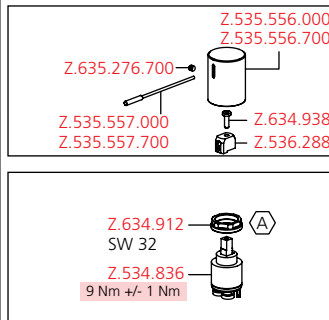 Z.535.556.000
Z.535.556.700
Z.635.276.700
Z.535.557.000
Z.535.557.700
Z.634.938
Z.536.288
Z.634.912
A
SW 32
Z.534.836
9 Nm +/- 1 Nm